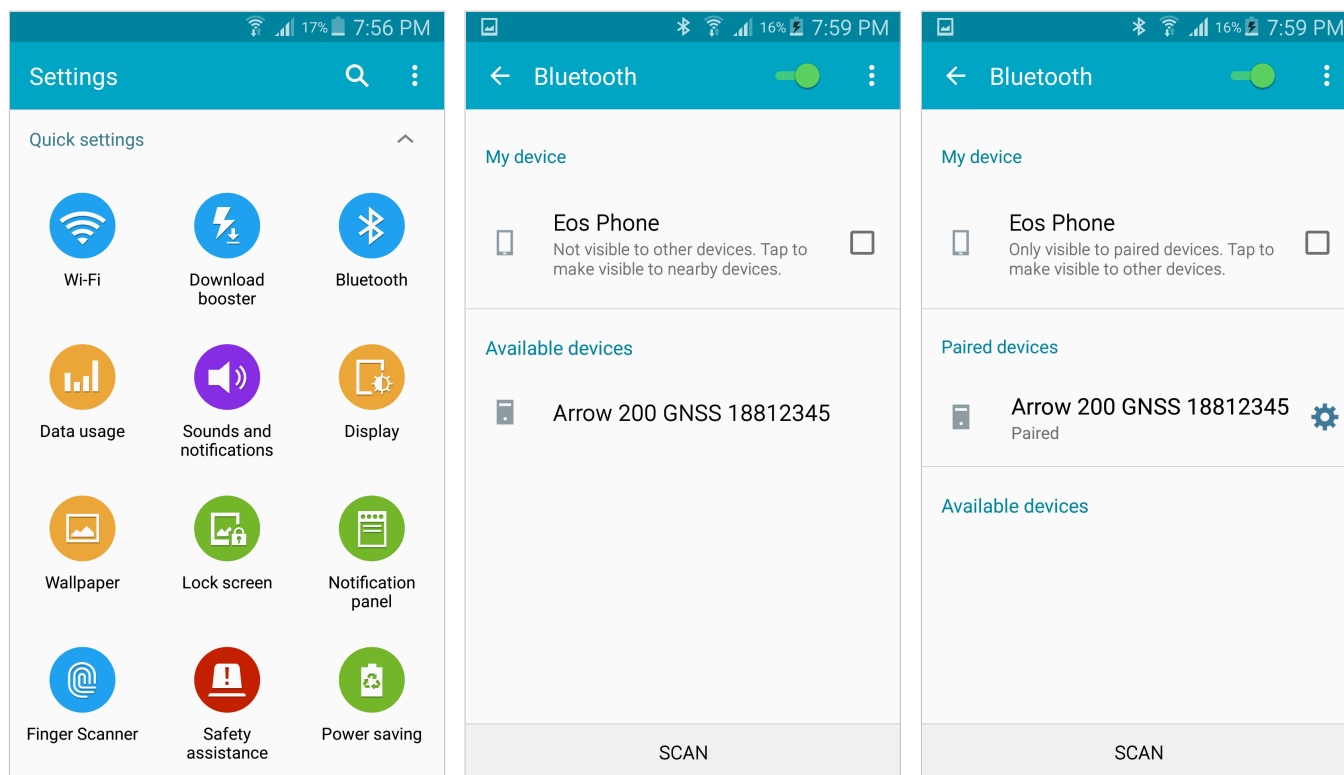 17% 7:56 PM
Settings
Quick settings
Wi-Fi
Download
booster
Bluetooth
Data usage
Sounds and
notifications
Display
Wallpaper
Lock screen
Notification
panel
Finger Scanner
Safety
assistance
Power saving
16% 7:59 PM
Bluetooth
My device
Eos Phone
Not visible to other devices. Tap to
make visible to nearby devices.
Available devices
Arrow 200 GNSS 18812345
SCAN
16% 7:59 PM
Bluetooth
My device
Eos Phone
Only visible to paired devices. Tap to
make visible to other devices.
Paired devices
Arrow 200 GNSS 18812345
Paired
Available devices
SCAN